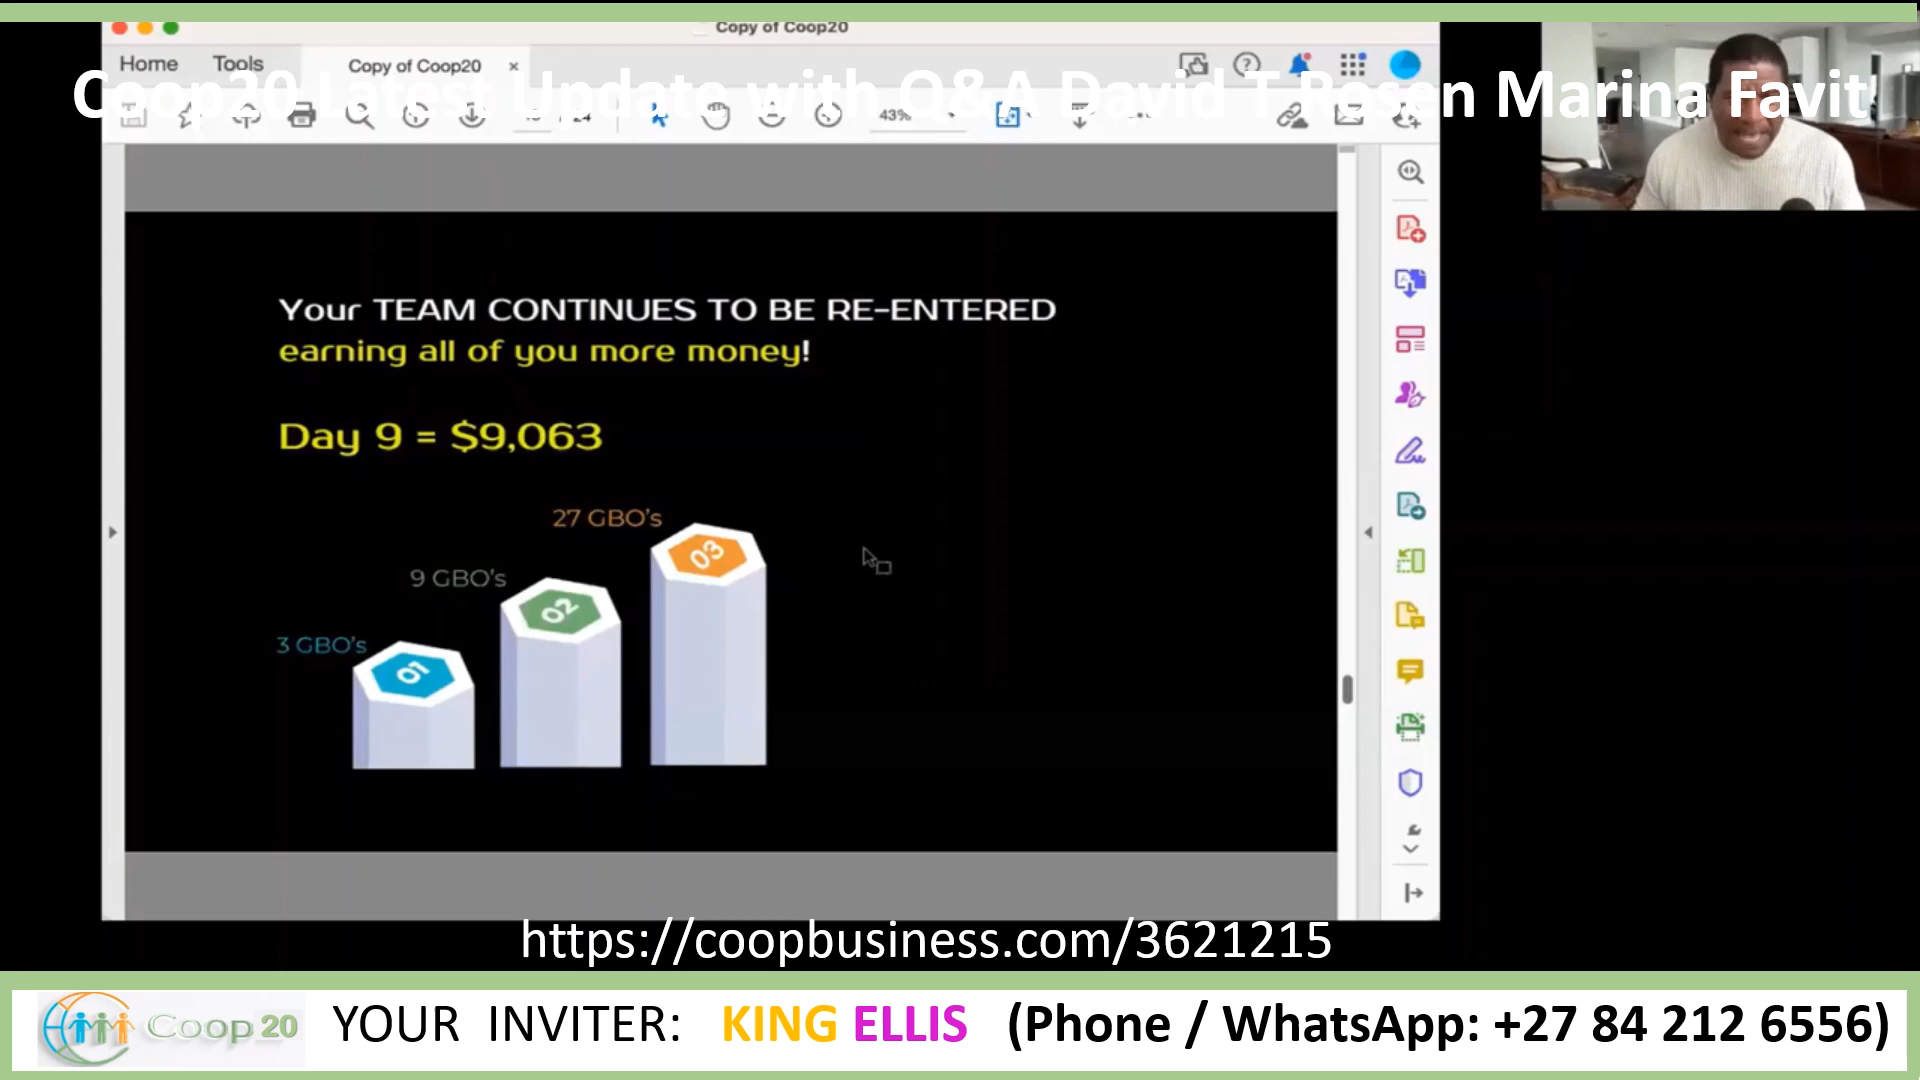 Copy of Coop20
Home Tools Copy of Coop20 ×
Coop20 Latest Update with Q&A David T Rosen Marina Favit
43%
Your TEAM CONTINUES TO BE RE-ENTERED
earning all of you more money!
Day 9 = $9,063
27 GBO's
03
9 GBO's
02
3 GBO's
01
https://coopbusiness.com/3621215
Coop 20 YOUR INVITER: KING ELLIS (Phone / WhatsApp: +27 84 212 6556)